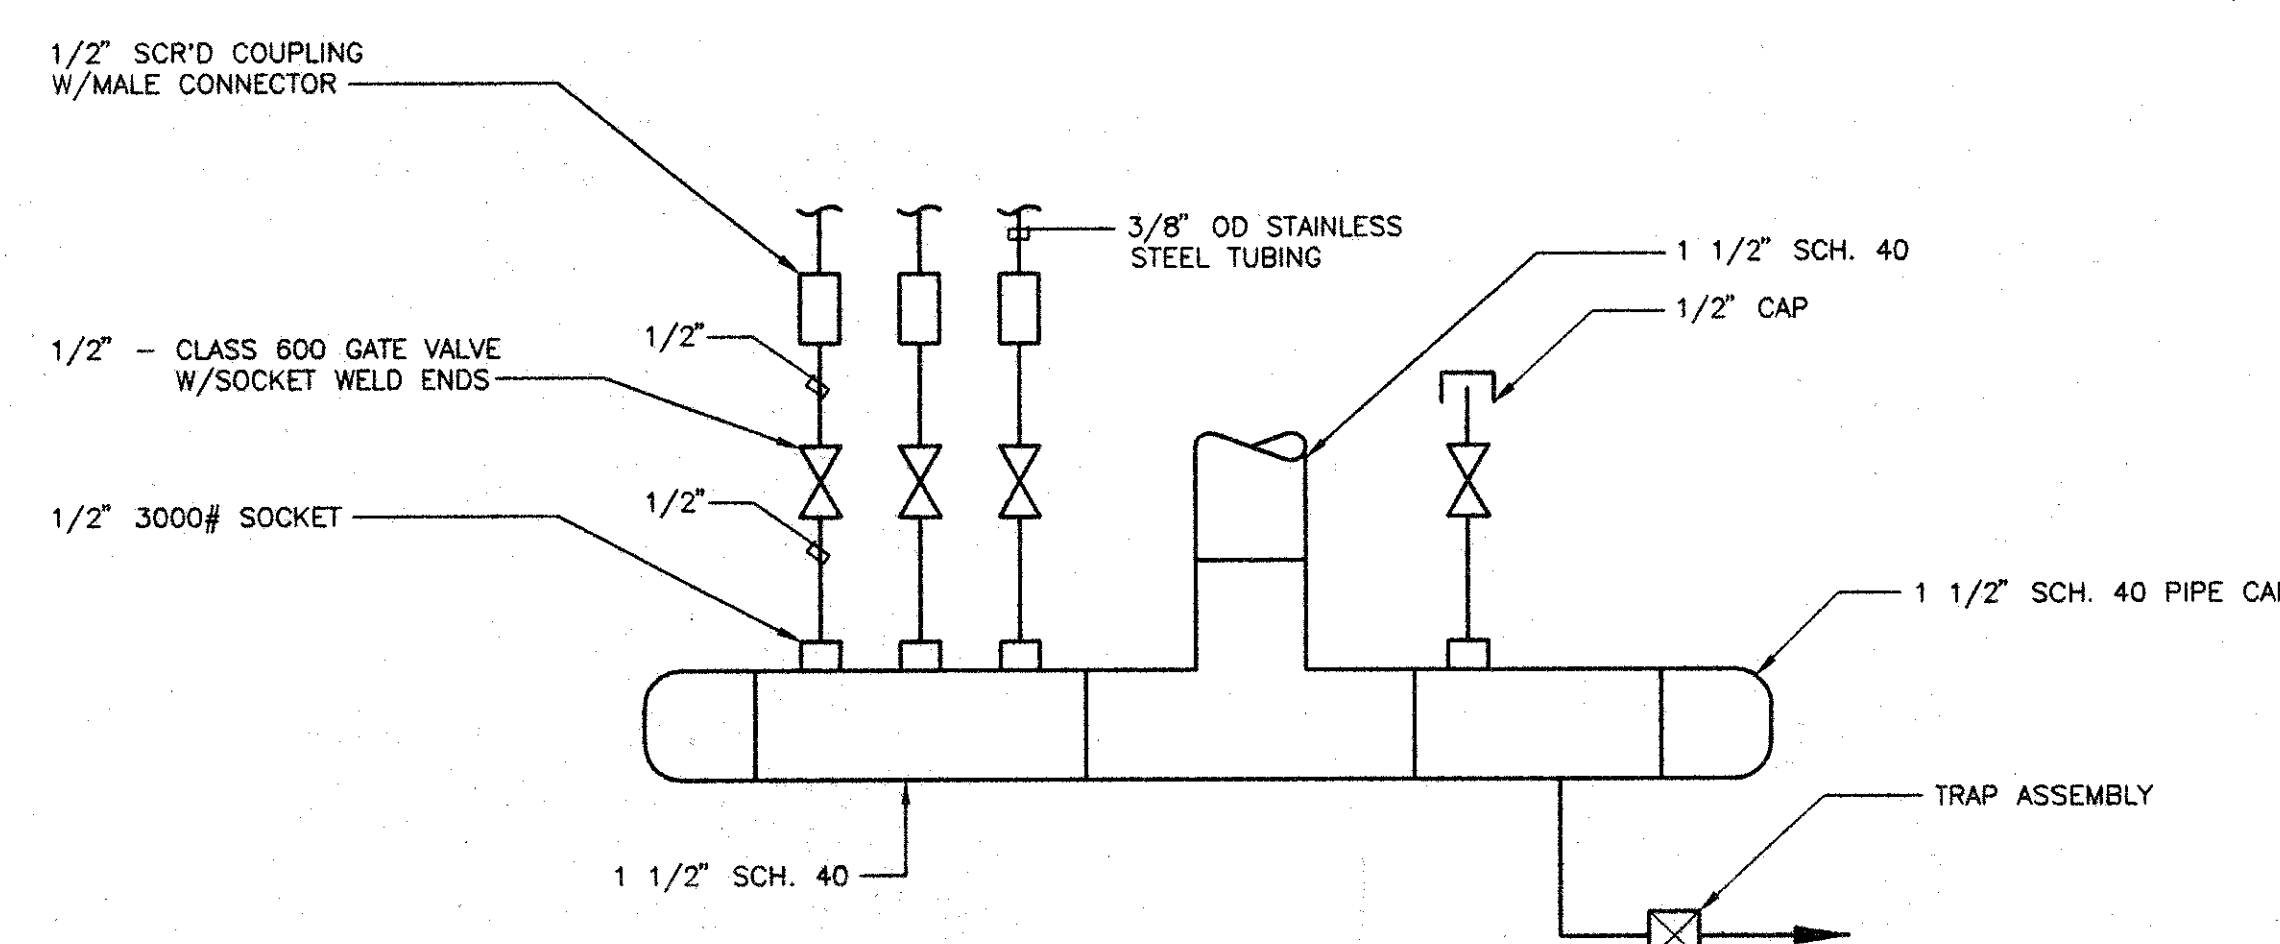 1/2" SCR'D COUPLING
W/MALE CONNECTOR
3/8" OD STAINLESS
STEEL TUBING
1 1/2" SCH. 40
1/2" CAP
1/2"
1/2" - CLASS 600 GATE VALVE
W/SOCKET WELD ENDS
1/2"
1/2" 3000# SOCKET
1 1/2" SCH. 40 PIPE
TRAP ASSEMBLY
1 1/2" SCH. 40